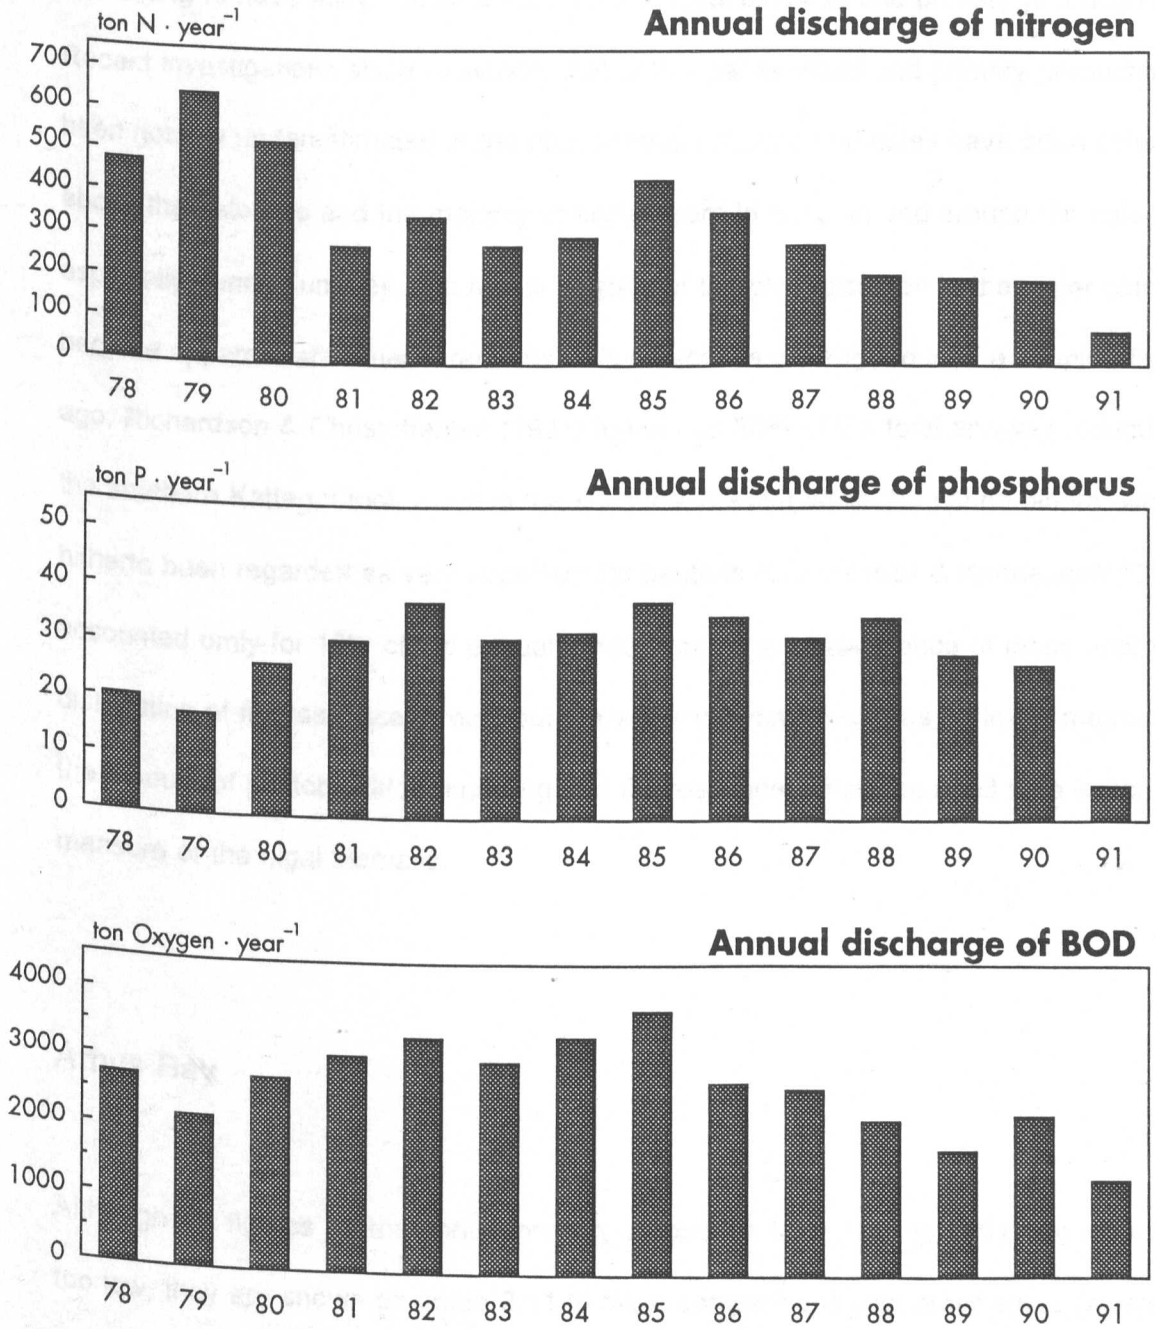 ton N · year⁻¹
Annual discharge of nitrogen
700
600
500
400
300
200
100
0
78 79 80 81 82 83 84 85 86 87 88 89 90 91
ton P · year⁻¹
Annual discharge of phosphorus
50
40
30
20
10
0
78 79 80 81 82 83 84 85 86 87 88 89 90 91
ton Oxygen · year⁻¹
Annual discharge of BOD
4000
3000
2000
1000
0
78 79 80 81 82 83 84 85 86 87 88 89 90 91